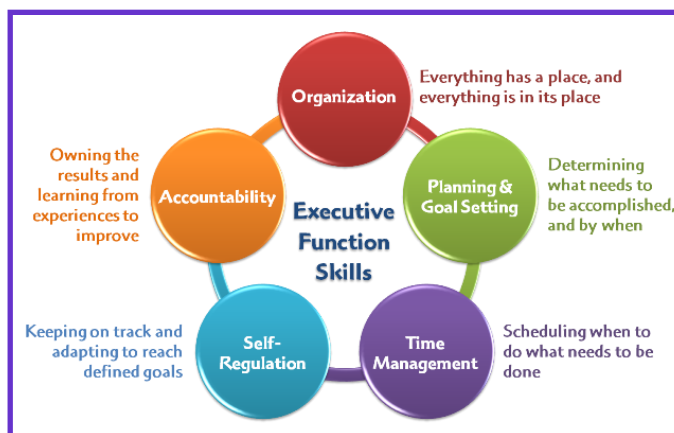 Organization
Everything has a place, and
everything is in its place
Planning &
Goal Setting
Determining
what needs to
be accomplished,
and by when
Time
Management
Scheduling when to
do what needs to be
done
Self-
Regulation
Keeping on track and
adapting to reach
defined goals
Accountability
Owning the
results and
learning from
experiences to
improve
Executive
Function
Skills